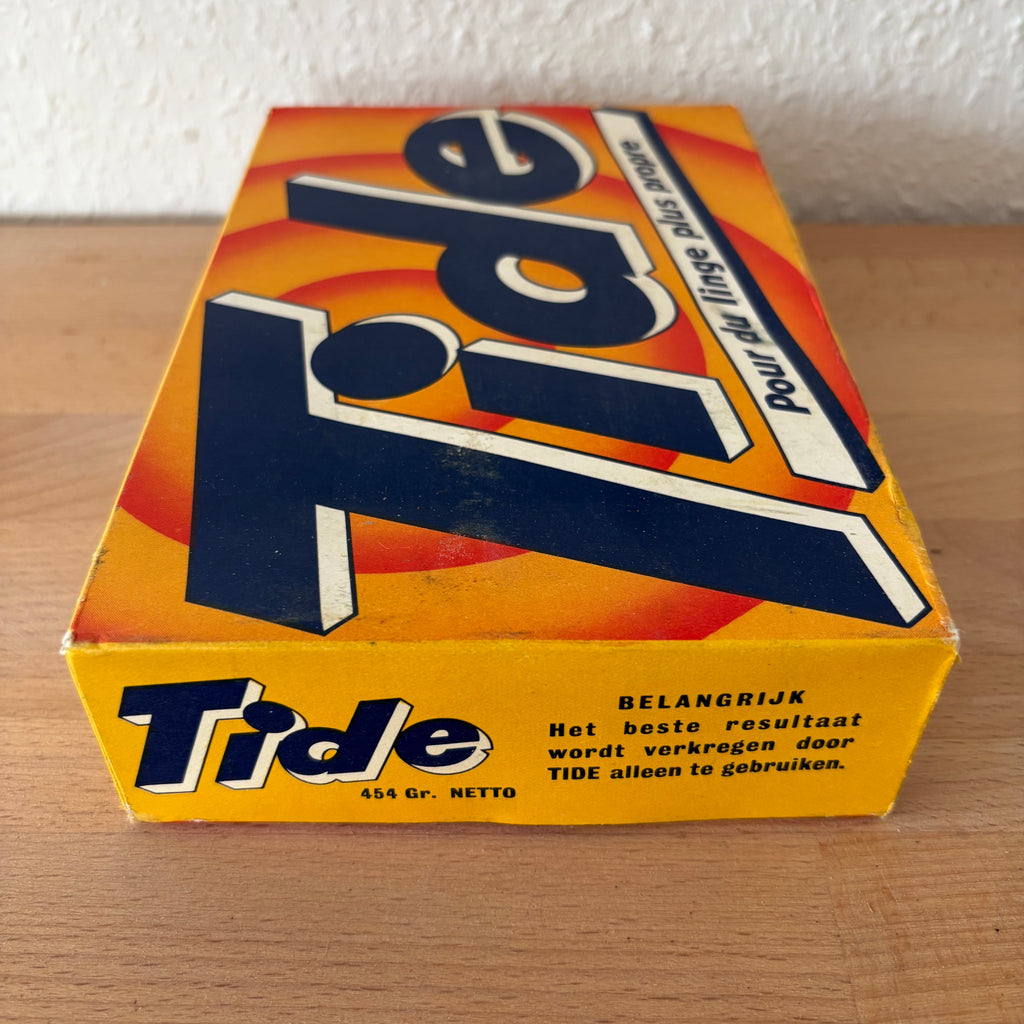 Tide
Pour du linge plus propre
Tide
454 Gr. NETTO
BELANGRIJK
Het beste resultaat
wordt verkregen door
TIDE alleen te gebruiken.